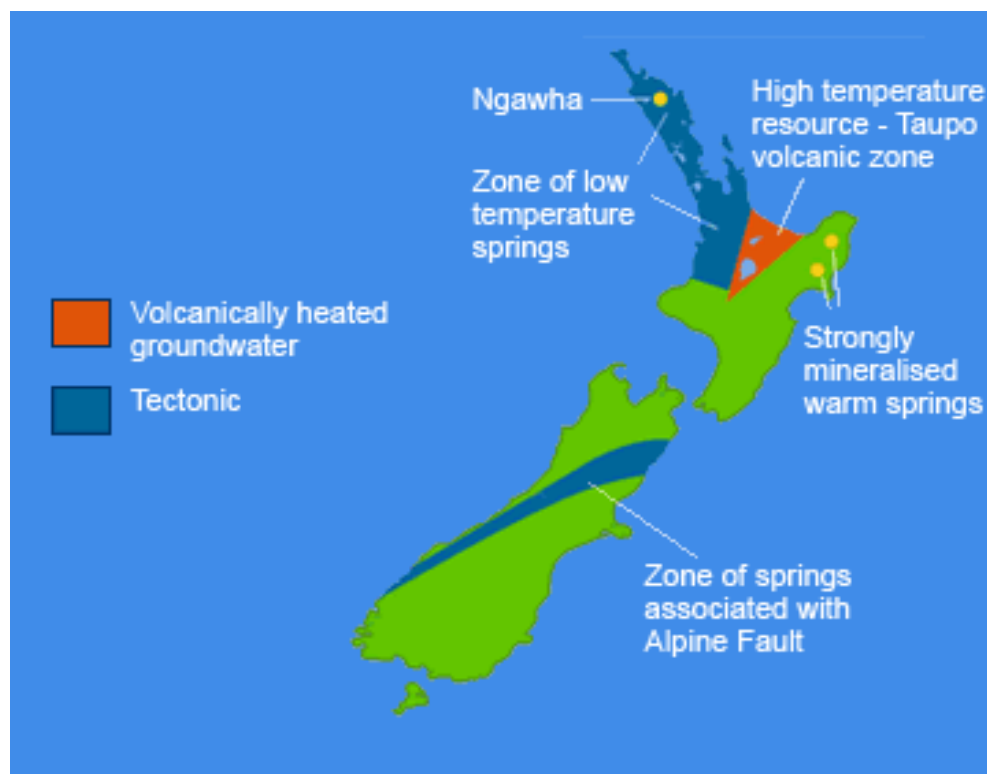 Ngawha
High temperature
resource - Taupo
volcanic zone
Zone of low
temperature
springs
Volcanically heated
groundwater
Tectonic
Strongly
mineralised
warm springs
Zone of springs
associated with
Alpine Fault